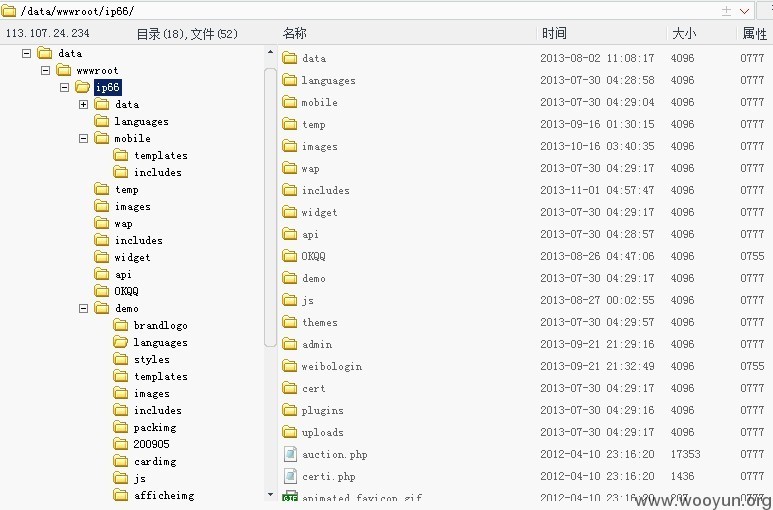 /data/wwwroot/ip66/
113.107.24.234 目录(18),文件(52) 名称 时间 大小 属性
data
wwwroot
ip66
data
languages
mobile
templates
includes
temp
images
wap
includes
widget
api
OKQQ
demo
brandlogo
languages
styles
templates
images
includes
packimg
200905
cardimg
js
afficheimg
data 2013-08-02 11:08:17 4096 0777
languages 2013-07-30 04:28:58 4096 0777
mobile 2013-07-30 04:29:04 4096 0777
temp 2013-09-16 01:30:15 4096 0777
images 2013-10-16 03:40:35 4096 0777
wap 2013-07-30 04:29:17 4096 0777
includes 2013-11-01 04:57:47 4096 0777
widget 2013-07-30 04:29:17 4096 0777
api 2013-07-30 04:28:57 4096 0777
OKQQ 2013-08-26 04:47:06 4096 0755
demo 2013-07-30 04:29:17 4096 0777
js 2013-08-27 00:02:55 4096 0777
themes 2013-07-30 04:29:57 4096 0777
admin 2013-09-21 21:29:16 4096 0777
weibologin 2013-09-21 21:32:49 4096 0755
cert 2013-07-30 04:29:17 4096 0777
plugins 2013-07-30 04:29:16 4096 0777
uploads 2013-07-30 04:29:17 4096 0777
auction.php 2012-04-10 23:16:20 17353 0777
certi.php 2012-04-10 23:16:20 1436 0777
animated_favicon.gif 2012-04-10 23:16:20
www.wooyun.org